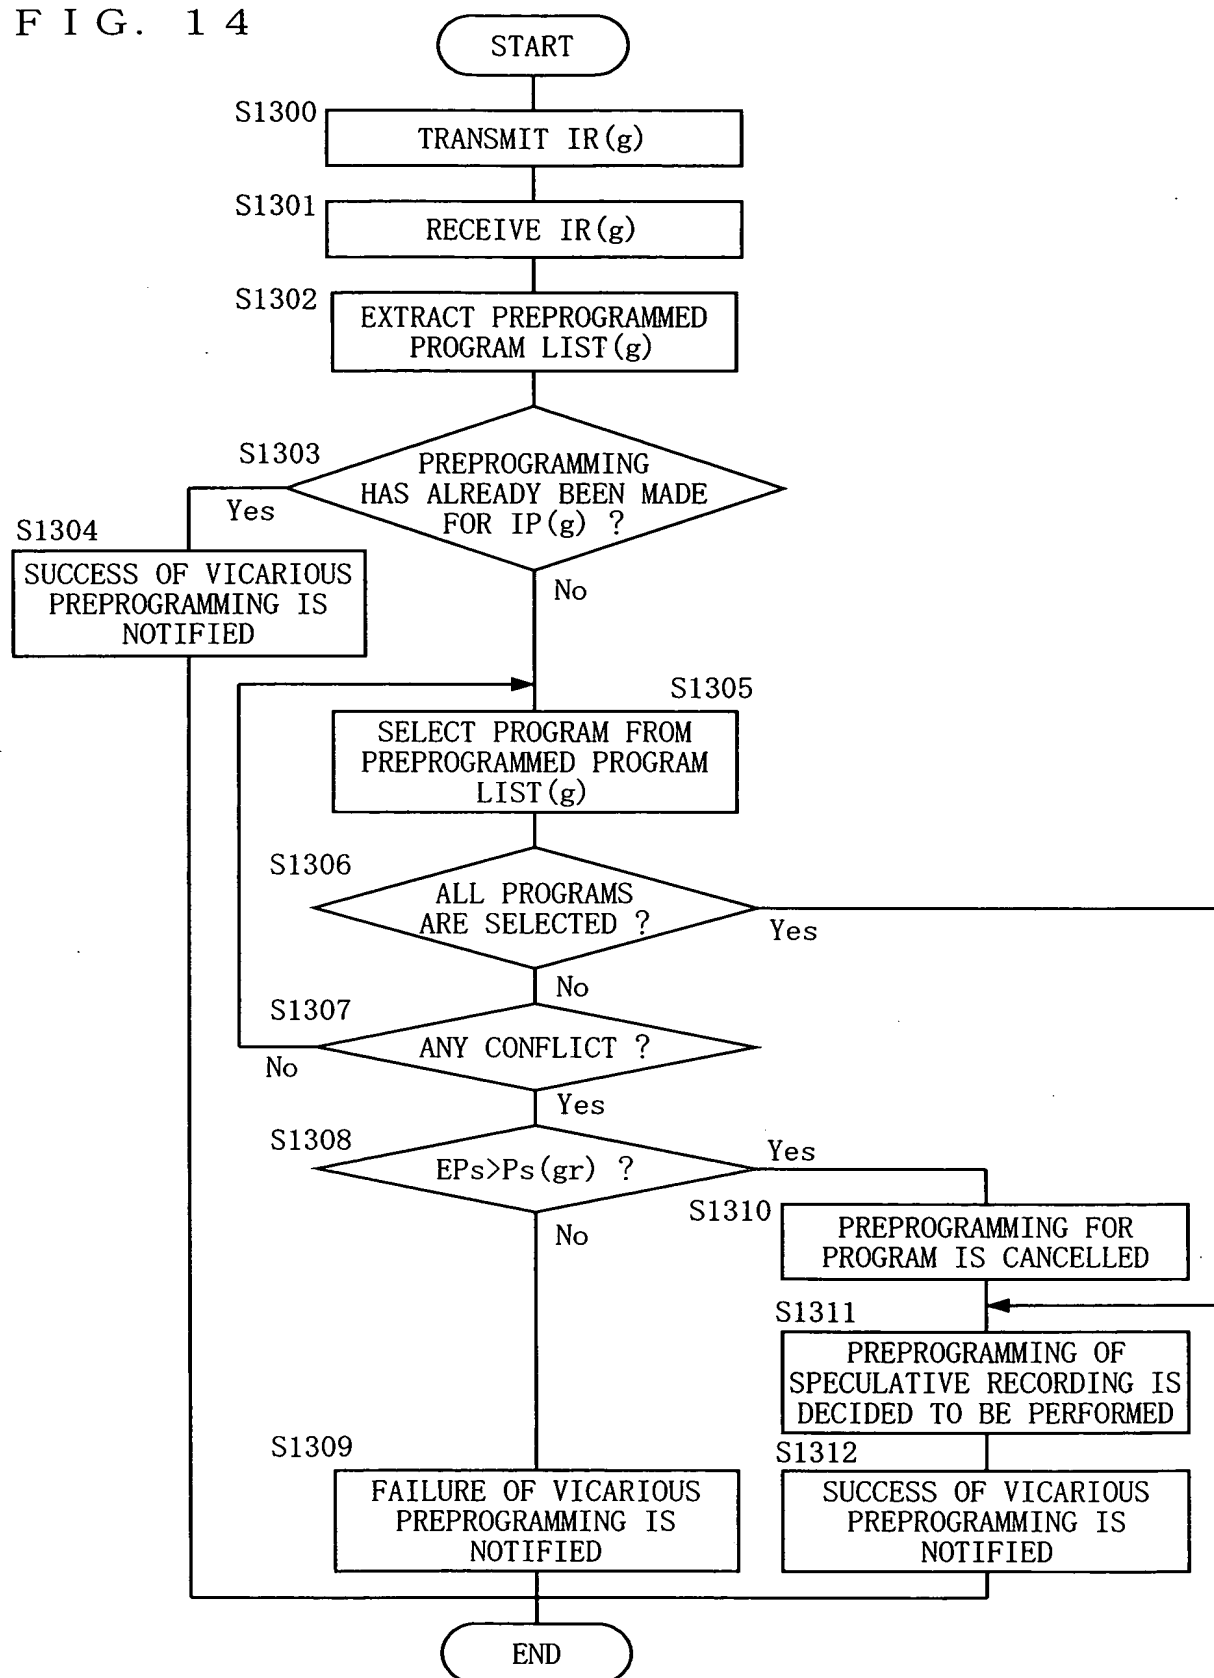 FIG. 14
START
S1300
TRANSMIT IR(g)
S1301
RECEIVE IR(g)
S1302
EXTRACT PREPROGRAMMED
PROGRAM LIST(g)
S1303
PREPROGRAMMING
HAS ALREADY BEEN MADE
FOR IP(g) ?
Yes
No
S1304
SUCCESS OF VICARIOUS
PREPROGRAMMING IS
NOTIFIED
S1305
SELECT PROGRAM FROM
PREPROGRAMMED PROGRAM
LIST(g)
S1306
ALL PROGRAMS
ARE SELECTED ?
Yes
No
S1307
ANY CONFLICT ?
No
Yes
S1308
EPs>Ps(gr) ?
Yes
No
S1310
PREPROGRAMMING FOR
PROGRAM IS CANCELLED
S1311
PREPROGRAMMING OF
SPECULATIVE RECORDING IS
DECIDED TO BE PERFORMED
S1309
FAILURE OF VICARIOUS
PREPROGRAMMING IS
NOTIFIED
S1312
SUCCESS OF VICARIOUS
PREPROGRAMMING IS
NOTIFIED
END